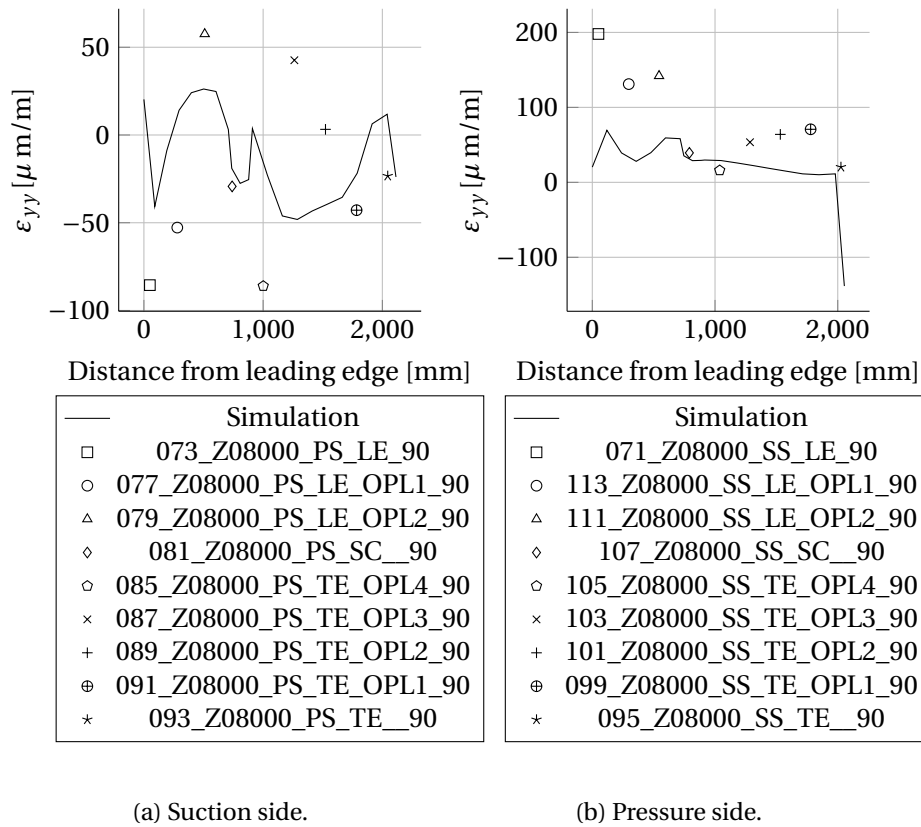 50
0
−50
−100
ε_yy [μ m/m]
0
1,000
2,000
Distance from leading edge [mm]
Simulation
073_Z08000_PS_LE_90
077_Z08000_PS_LE_OPL1_90
079_Z08000_PS_LE_OPL2_90
081_Z08000_PS_SC__90
085_Z08000_PS_TE_OPL4_90
087_Z08000_PS_TE_OPL3_90
089_Z08000_PS_TE_OPL2_90
091_Z08000_PS_TE_OPL1_90
093_Z08000_PS_TE__90
(a) Suction side.
200
100
0
−100
ε_yy [μ m/m]
0
1,000
2,000
Distance from leading edge [mm]
Simulation
071_Z08000_SS_LE_90
113_Z08000_SS_LE_OPL1_90
111_Z08000_SS_LE_OPL2_90
107_Z08000_SS_SC__90
105_Z08000_SS_TE_OPL4_90
103_Z08000_SS_TE_OPL3_90
101_Z08000_SS_TE_OPL2_90
099_Z08000_SS_TE_OPL1_90
095_Z08000_SS_TE__90
(b) Pressure side.